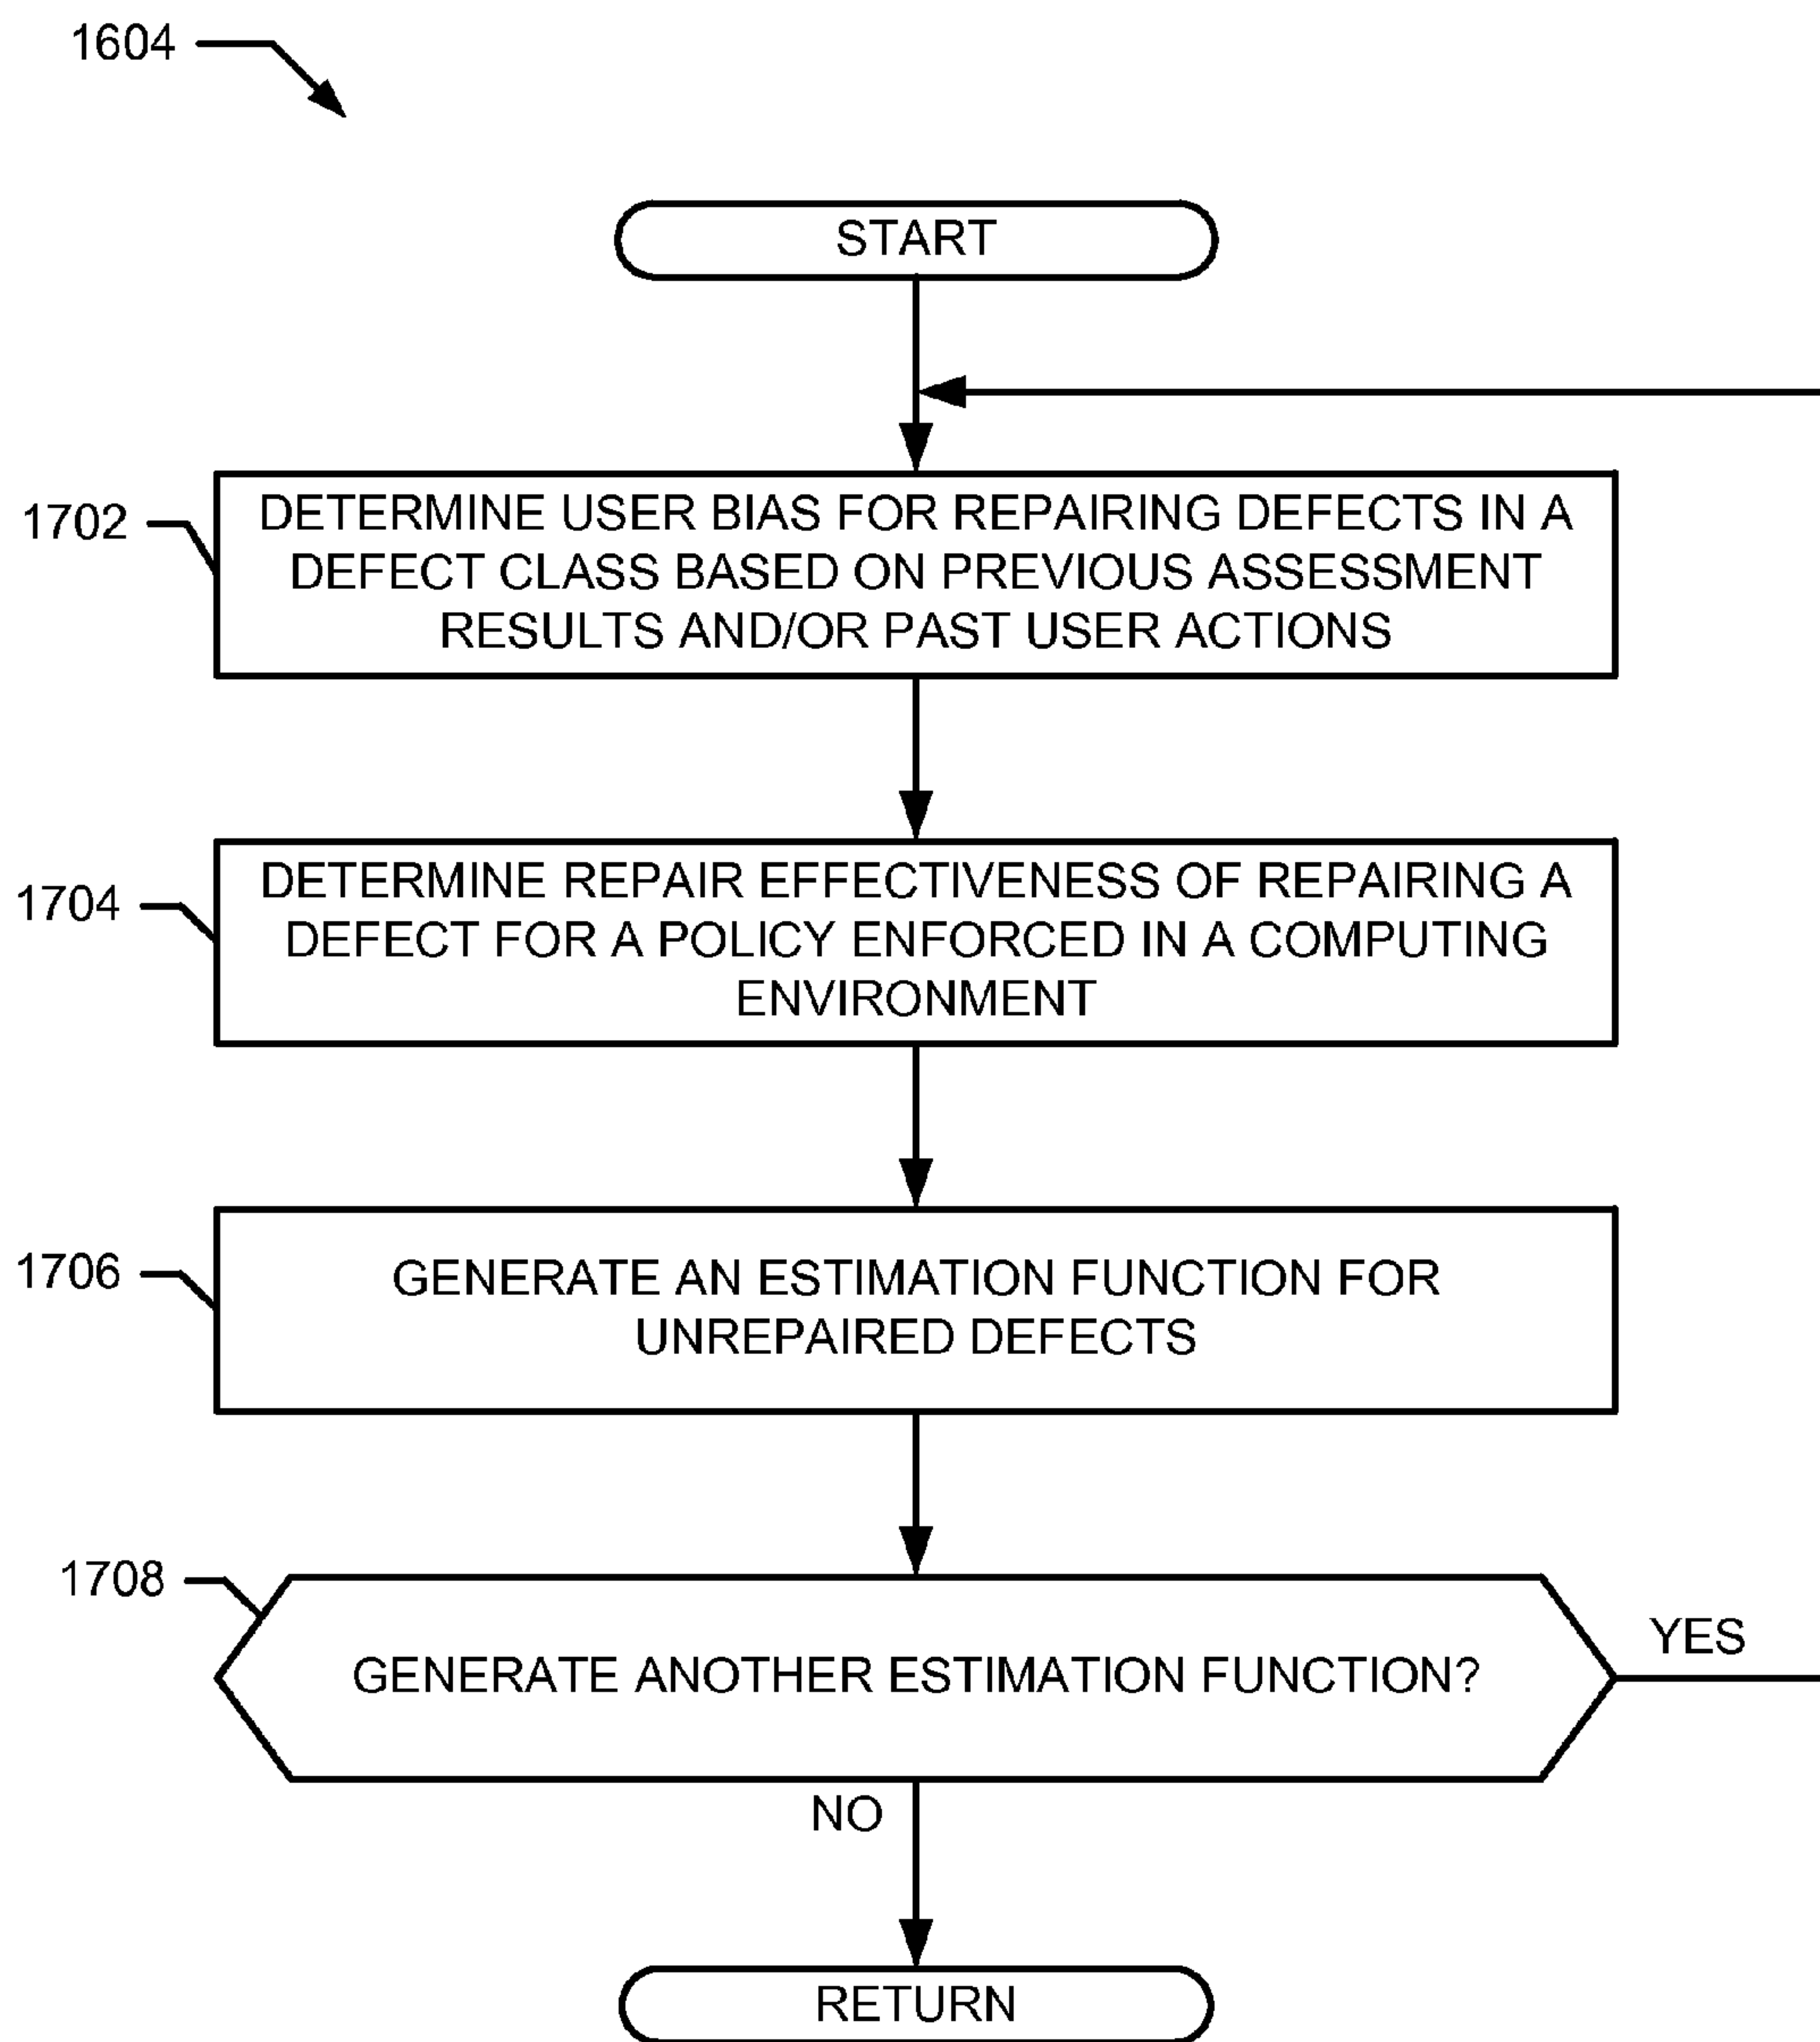 1604
START
1702
DETERMINE USER BIAS FOR REPAIRING DEFECTS IN A
DEFECT CLASS BASED ON PREVIOUS ASSESSMENT
RESULTS AND/OR PAST USER ACTIONS
1704
DETERMINE REPAIR EFFECTIVENESS OF REPAIRING A
DEFECT FOR A POLICY ENFORCED IN A COMPUTING
ENVIRONMENT
1706
GENERATE AN ESTIMATION FUNCTION FOR
UNREPAIRED DEFECTS
1708
GENERATE ANOTHER ESTIMATION FUNCTION?
YES
NO
RETURN